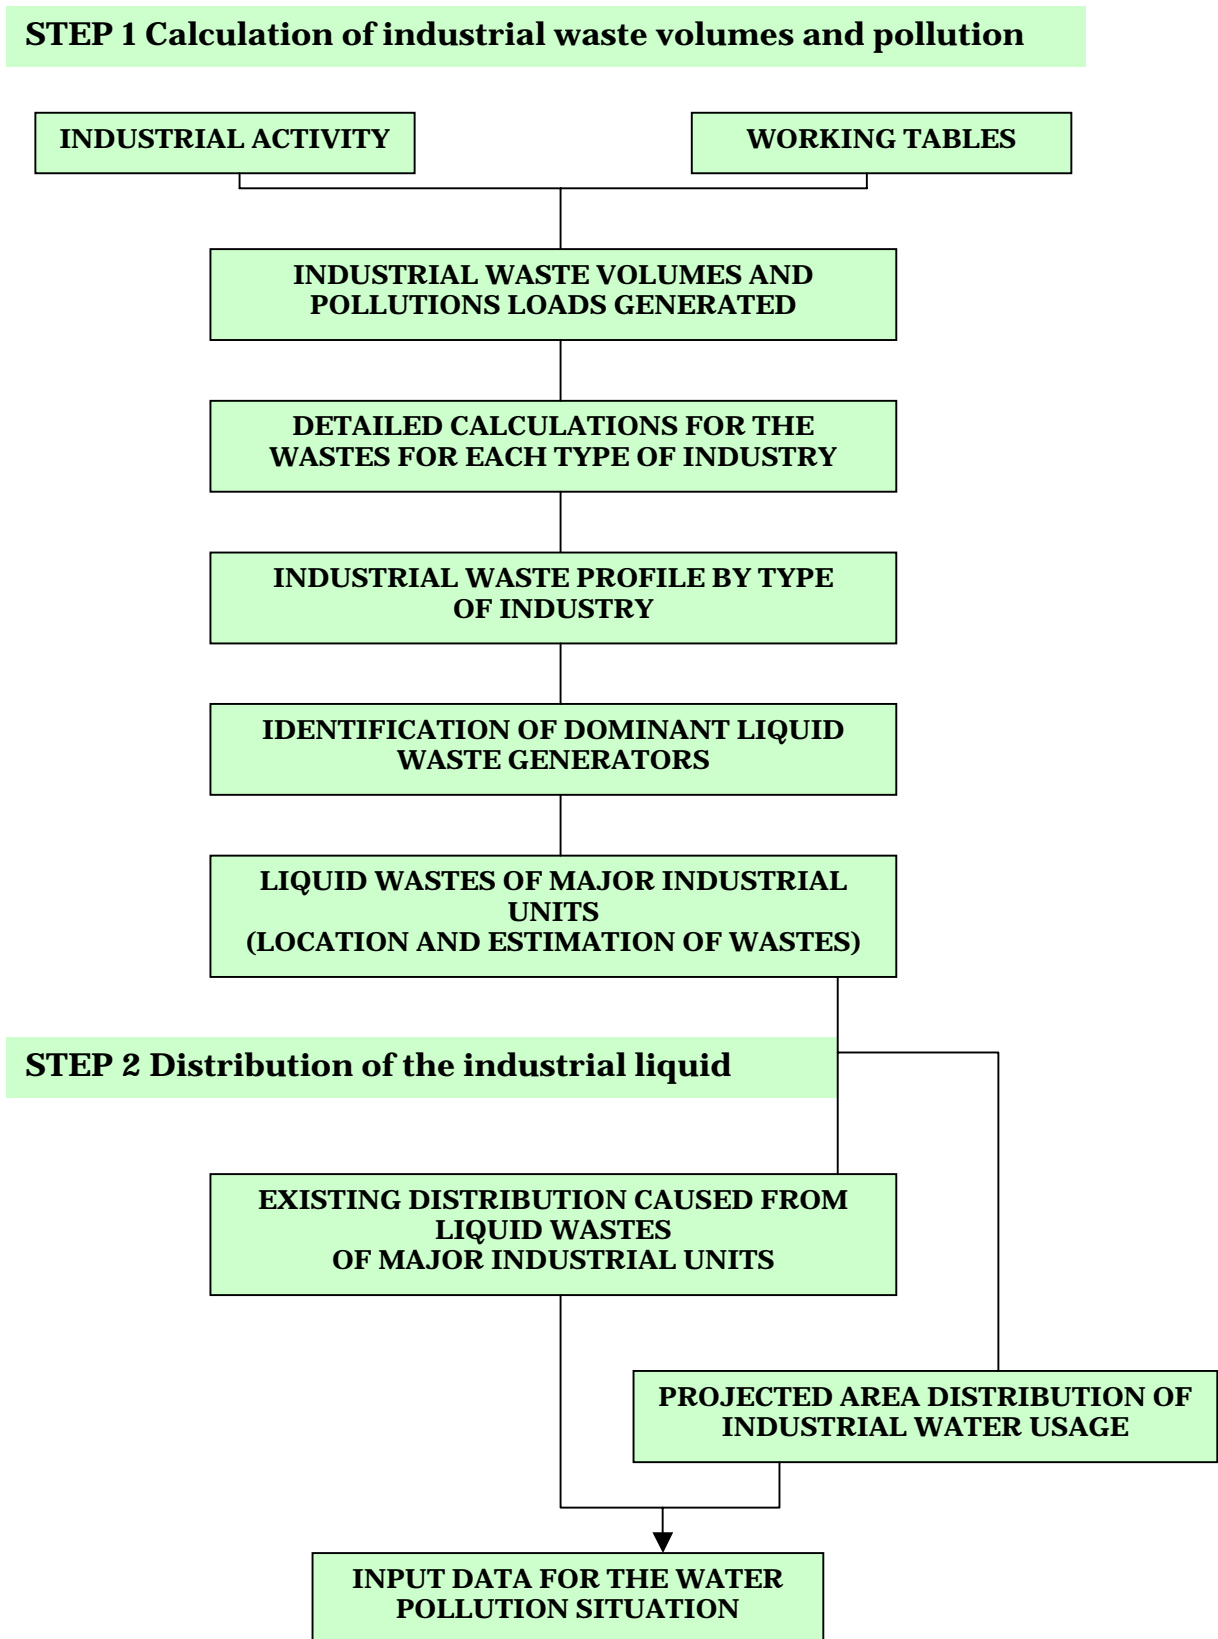 STEP 1 Calculation of industrial waste volumes and pollution
INDUSTRIAL ACTIVITY
WORKING TABLES
INDUSTRIAL WASTE VOLUMES AND
POLLUTIONS LOADS GENERATED
DETAILED CALCULATIONS FOR THE
WASTES FOR EACH TYPE OF INDUSTRY
INDUSTRIAL WASTE PROFILE BY TYPE
OF INDUSTRY
IDENTIFICATION OF DOMINANT LIQUID
WASTE GENERATORS
LIQUID WASTES OF MAJOR INDUSTRIAL
UNITS
(LOCATION AND ESTIMATION OF WASTES)
STEP 2 Distribution of the industrial liquid
EXISTING DISTRIBUTION CAUSED FROM
LIQUID WASTES
OF MAJOR INDUSTRIAL UNITS
PROJECTED AREA DISTRIBUTION OF
INDUSTRIAL WATER USAGE
INPUT DATA FOR THE WATER
POLLUTION SITUATION